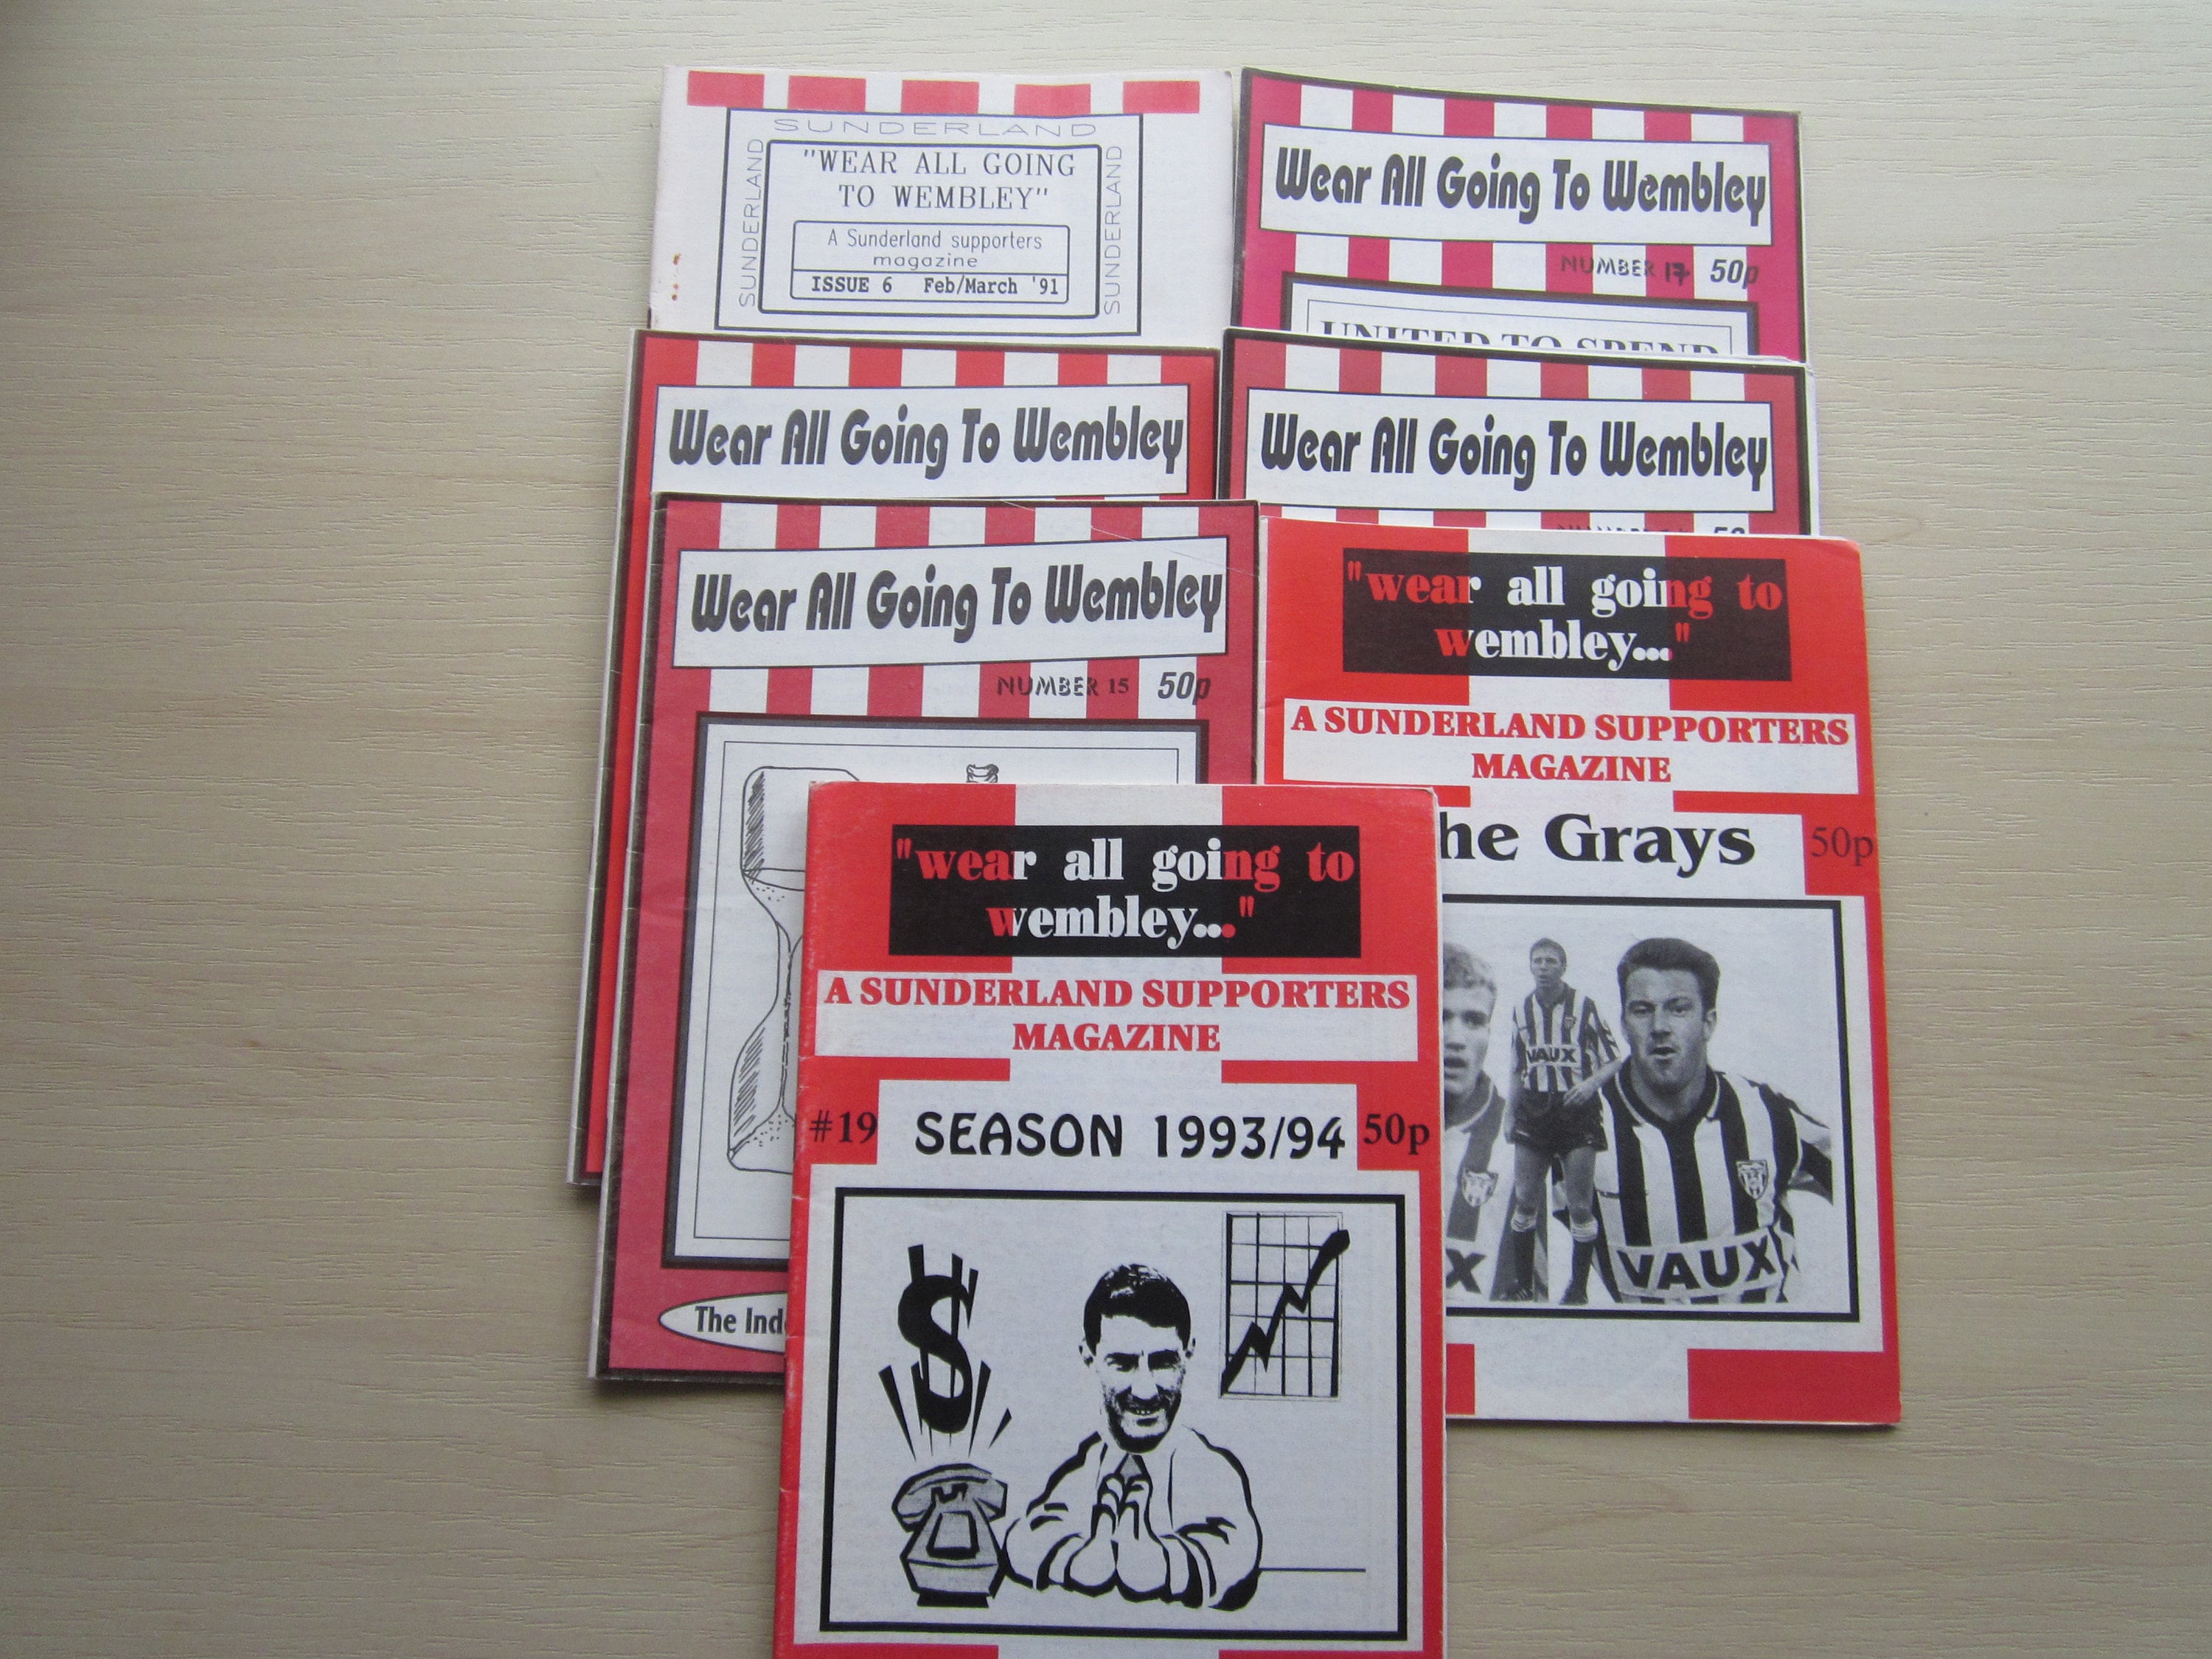 SUNDERLAND
SUNDERLAND
SUNDERLAND
"WEAR ALL GOING
TO WEMBLEY"
A Sunderland supporters
magazine
ISSUE 6 Feb/March '91
Wear All Going To Wembley
NUMBER 17 50p
UNITED TO SPEND
Wear All Going To Wembley
Wear All Going To Wembley
Wear All Going To Wembley
NUMBER 15 50p
The Ind
"wear all going to
wembley..."
A SUNDERLAND SUPPORTERS
MAGAZINE
he Grays 50p
VAUX
X
VAUX
"wear all going to
wembley..."
A SUNDERLAND SUPPORTERS
MAGAZINE
#19 SEASON 1993/94 50p
$